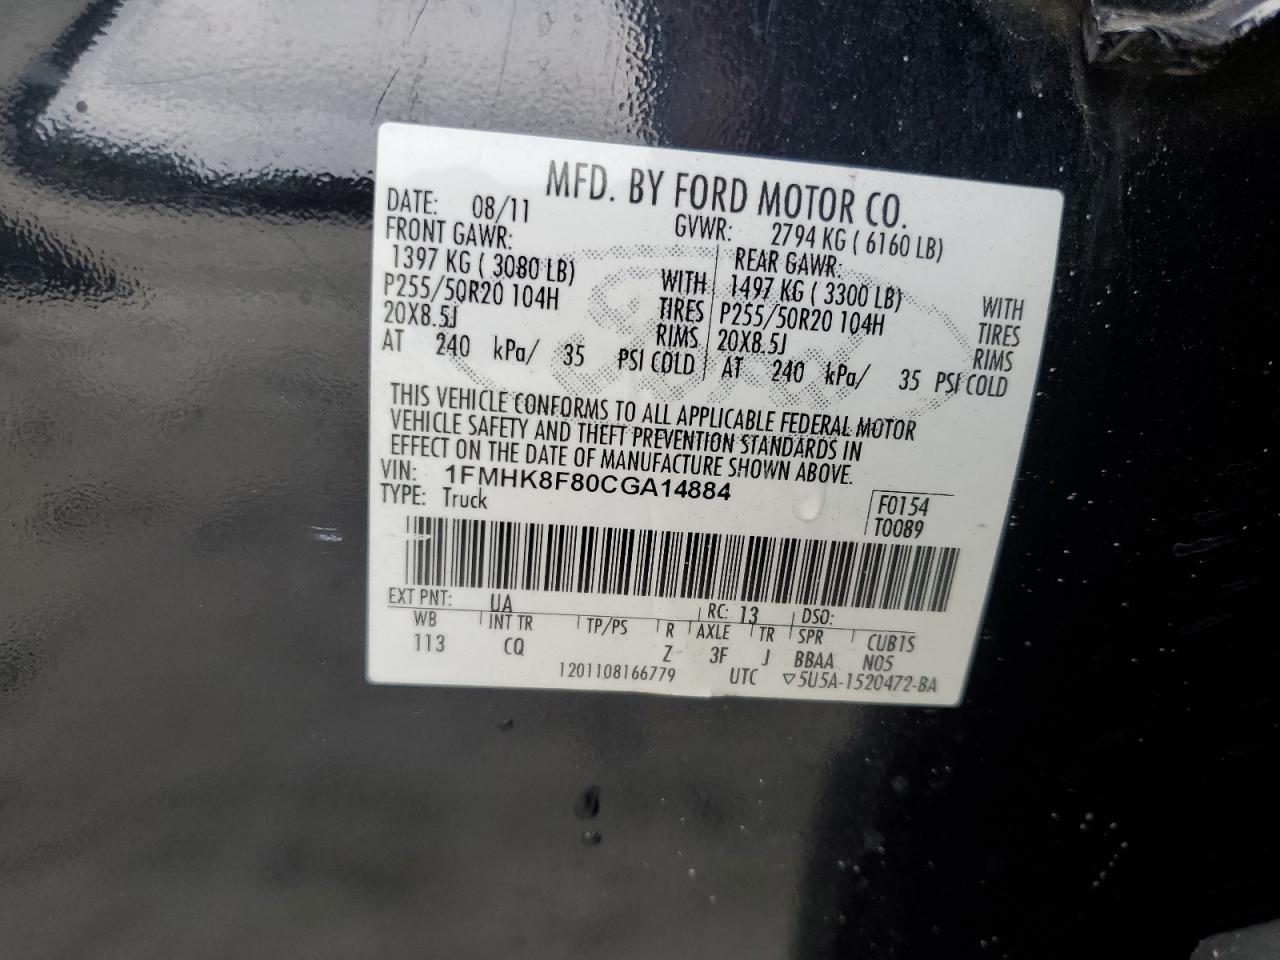 MFD. BY FORD MOTOR CO.
DATE: 08/11 GVWR: 2794 KG ( 6160 LB)
FRONT GAWR: REAR GAWR:
1397 KG ( 3080 LB) WITH 1497 KG ( 3300 LB) WITH
P255/50R20 104H TIRES P255/50R20 104H TIRES
20X8.5J RIMS 20X8.5J RIMS
AT 240 kPa/ 35 PSI COLD AT 240 kPa/ 35 PSI COLD
THIS VEHICLE CONFORMS TO ALL APPLICABLE FEDERAL MOTOR
VEHICLE SAFETY AND THEFT PREVENTION STANDARDS IN
EFFECT ON THE DATE OF MANUFACTURE SHOWN ABOVE.
VIN: 1FMHK8F80CGA14884
TYPE: Truck F0154
T0089
EXT PNT: UA RC: 13 DSO:
WB INT TR TP/PS R AXLE TR SPR CUBTS
113 CQ Z 3F J BBAA N05
1201108166779 UTC ▽5U5A-1520472-BA